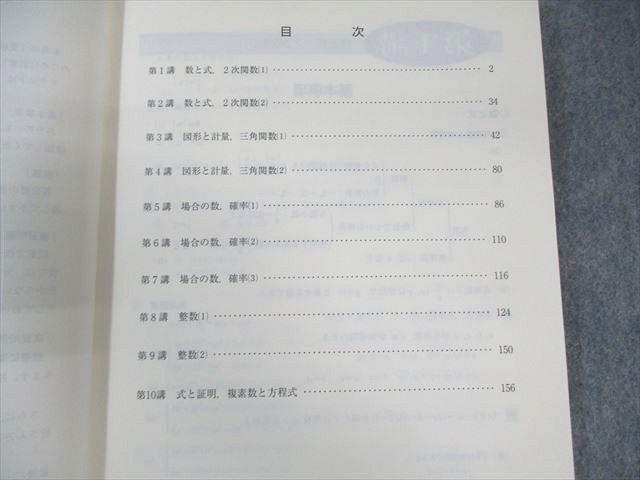 目　次
第1講　数と式，2次関数(1) ………………………………… 2
第2講　数と式，2次関数(2) ………………………………… 34
第3講　図形と計量，三角関数(1) ………………………………… 42
第4講　図形と計量，三角関数(2) ………………………………… 80
第5講　場合の数，確率(1) ………………………………… 86
第6講　場合の数，確率(2) ………………………………… 110
第7講　場合の数，確率(3) ………………………………… 116
第8講　整数(1) ………………………………… 124
第9講　整数(2) ………………………………… 150
第10講　式と証明，複素数と方程式 ………………………………… 156